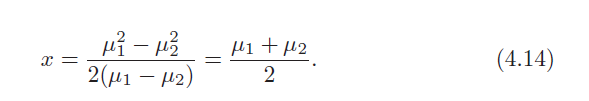 x = \frac{\mu_1^2 - \mu_2^2}{2(\mu_1 - \mu_2)} = \frac{\mu_1 + \mu_2}{2}. (4.14)